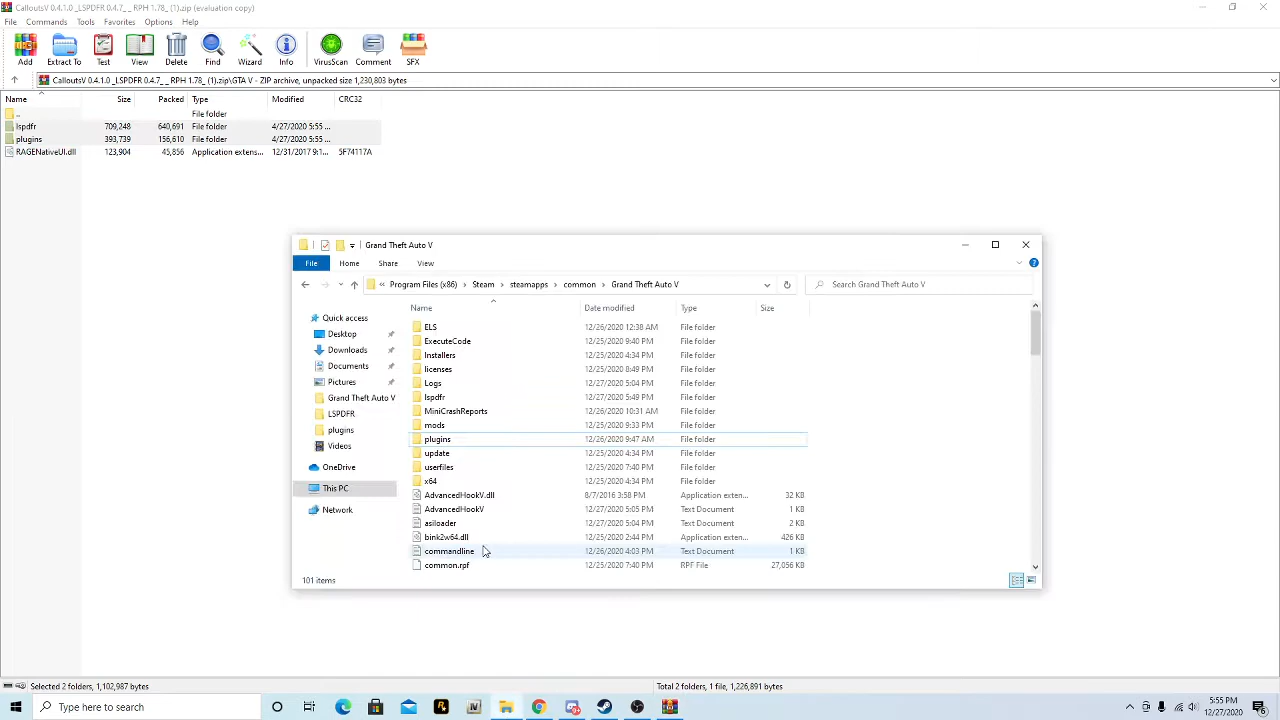 CalloutsV 0.4.1.0 _LSPDFR 0.4.7_ _ RPH 1.78_ (1).zip (evaluation copy)
File Commands Tools Favorites Options Help
Add Extract To Test View Delete Find Wizard Info VirusScan Comment SFX
CalloutsV 0.4.1.0 _LSPDFR 0.4.7_ _ RPH 1.78_ (1).zip\GTA V - ZIP archive, unpacked size 1,230,803 bytes
Name Size Packed Type Modified CRC32
.. File folder
lspdfr 709,248 640,691 File folder 4/27/2020 5:55 ...
plugins 393,739 156,610 File folder 4/27/2020 5:55 ...
RAGENativeUI.dll 123,904 45,856 Application extens... 12/31/2017 9:1... 5F74117A
Grand Theft Auto V
File Home Share View
« Program Files (x86) > Steam > steamapps > common > Grand Theft Auto V
Search Grand Theft Auto V
Quick access
Desktop
Downloads
Documents
Pictures
Grand Theft Auto V
LSPDFR
plugins
Videos
OneDrive
This PC
Network
Name Date modified Type Size
ELS 12/26/2020 12:38 AM File folder
ExecuteCode 12/25/2020 9:40 PM File folder
Installers 12/25/2020 4:34 PM File folder
licenses 12/25/2020 8:49 PM File folder
Logs 12/27/2020 5:04 PM File folder
lspdfr 12/27/2020 5:49 PM File folder
MiniCrashReports 12/26/2020 10:31 AM File folder
mods 12/25/2020 9:33 PM File folder
plugins 12/26/2020 9:47 AM File folder
update 12/25/2020 4:34 PM File folder
userfiles 12/25/2020 7:40 PM File folder
x64 12/25/2020 4:34 PM File folder
AdvancedHookV.dll 8/7/2016 3:58 PM Application exten... 32 KB
AdvancedHookV 12/27/2020 5:05 PM Text Document 1 KB
asiloader 12/27/2020 5:04 PM Text Document 2 KB
bink2w64.dll 12/25/2020 2:44 PM Application exten... 426 KB
commandline 12/26/2020 4:03 PM Text Document 1 KB
common.rpf 12/25/2020 7:40 PM RPF File 27,056 KB
101 items
Selected 2 folders, 1,102,987 bytes
Total 2 folders, 1 file, 1,226,891 bytes
Type here to search
5:55 PM
12/27/2020